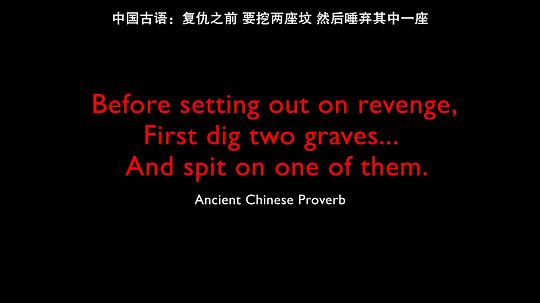 中国古语：复仇之前 要挖两座坟 然后唾弃其中一座
Before setting out on revenge,
First dig two graves...
And spit on one of them.
Ancient Chinese Proverb